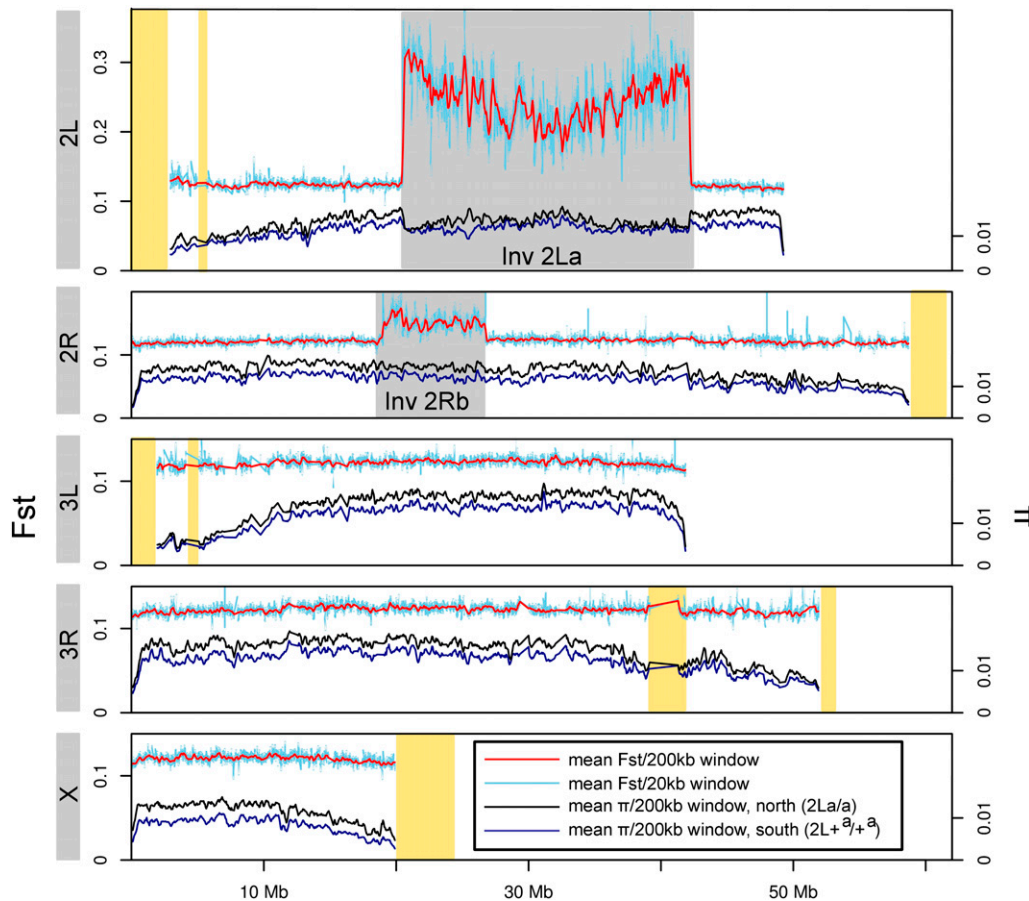 Fst
π
2L
0.3
0.2
0.1
0
0.01
0
Inv 2La
2R
0.1
0
0.01
0
Inv 2Rb
3L
0.1
0
0.01
0
3R
0.1
0
0.01
0
X
0.1
0
0.01
0
mean Fst/200kb window
mean Fst/20kb window
mean π/200kb window, north (2La/a)
mean π/200kb window, south (2L+ᵃ/+ᵃ)
10 Mb 30 Mb 50 Mb